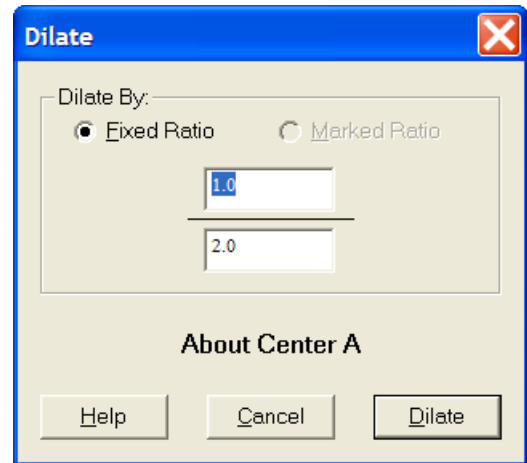 Dilate
Dilate By:
Fixed Ratio
Marked Ratio
1.0
2.0
About Center A
Help
Cancel
Dilate